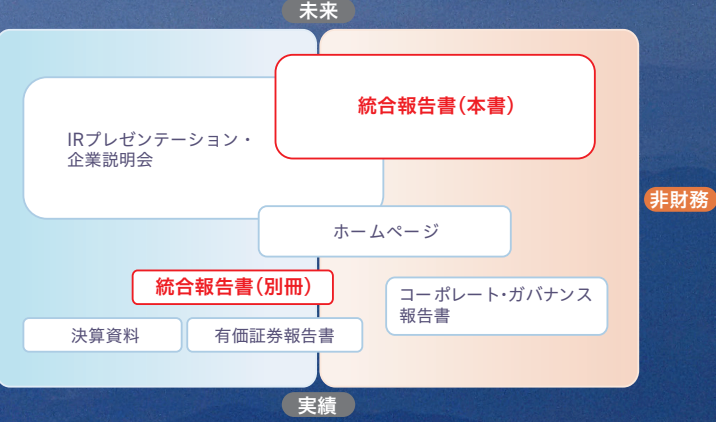 未来
統合報告書(本書)
IRプレゼンテーション・
企業説明会
非財務
ホームページ
統合報告書(別冊)
コーポレート・ガバナンス
報告書
決算資料
有価証券報告書
実績